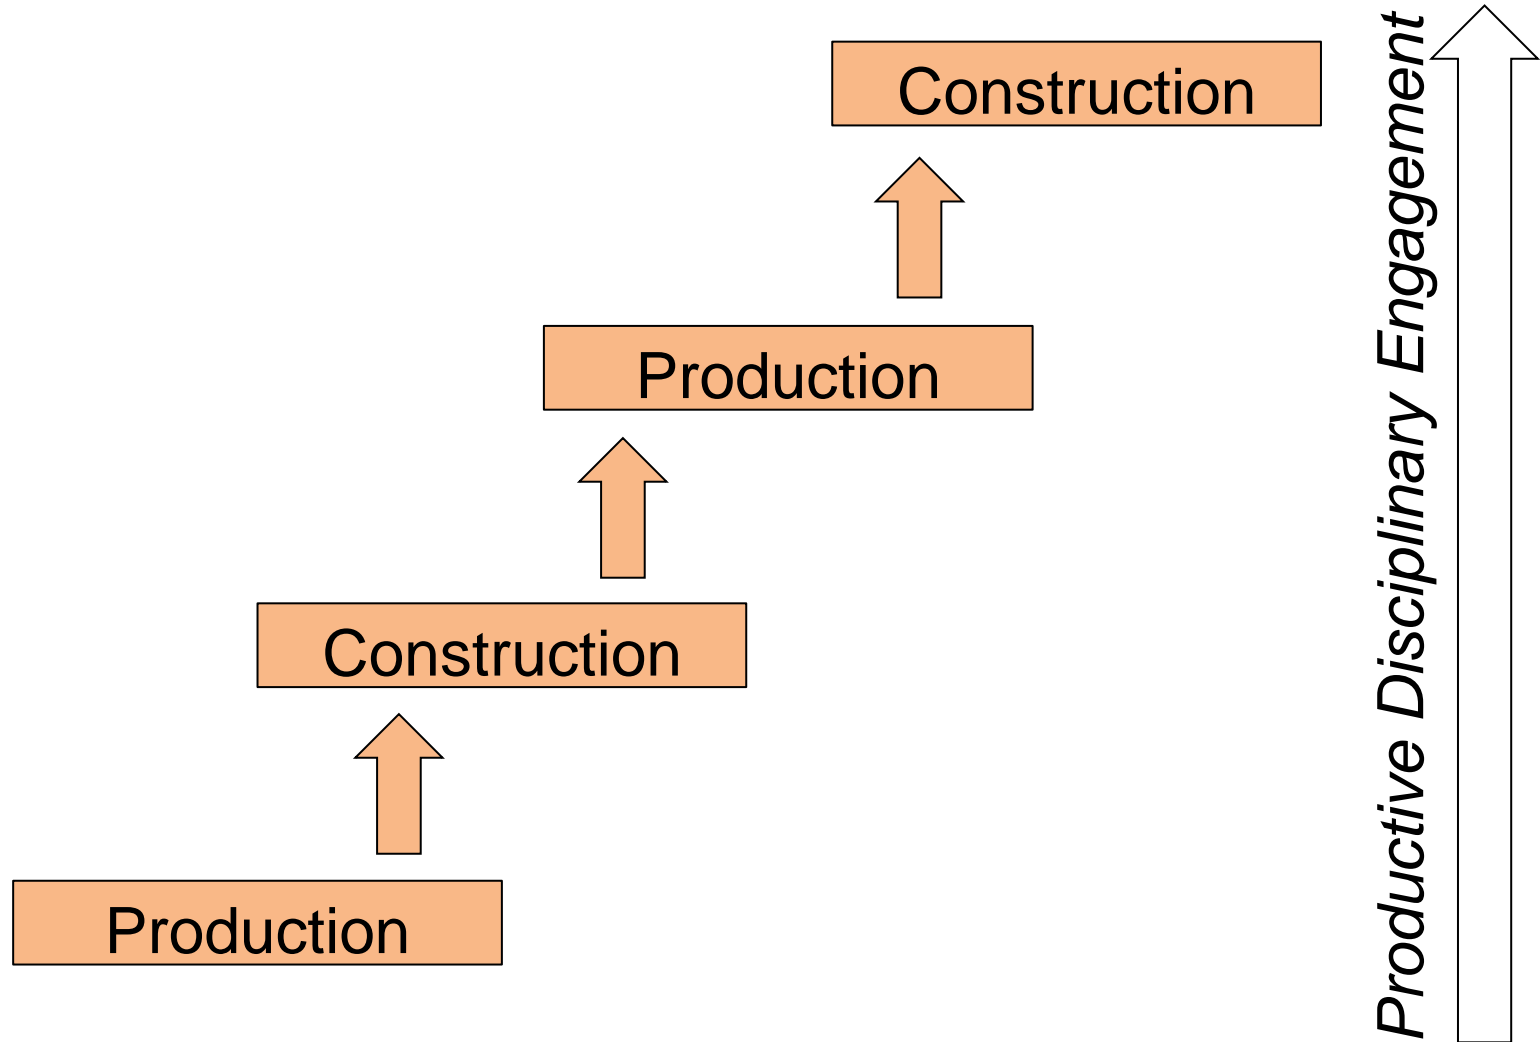 Construction
Production
Construction
Production
Productive Disciplinary Engagement